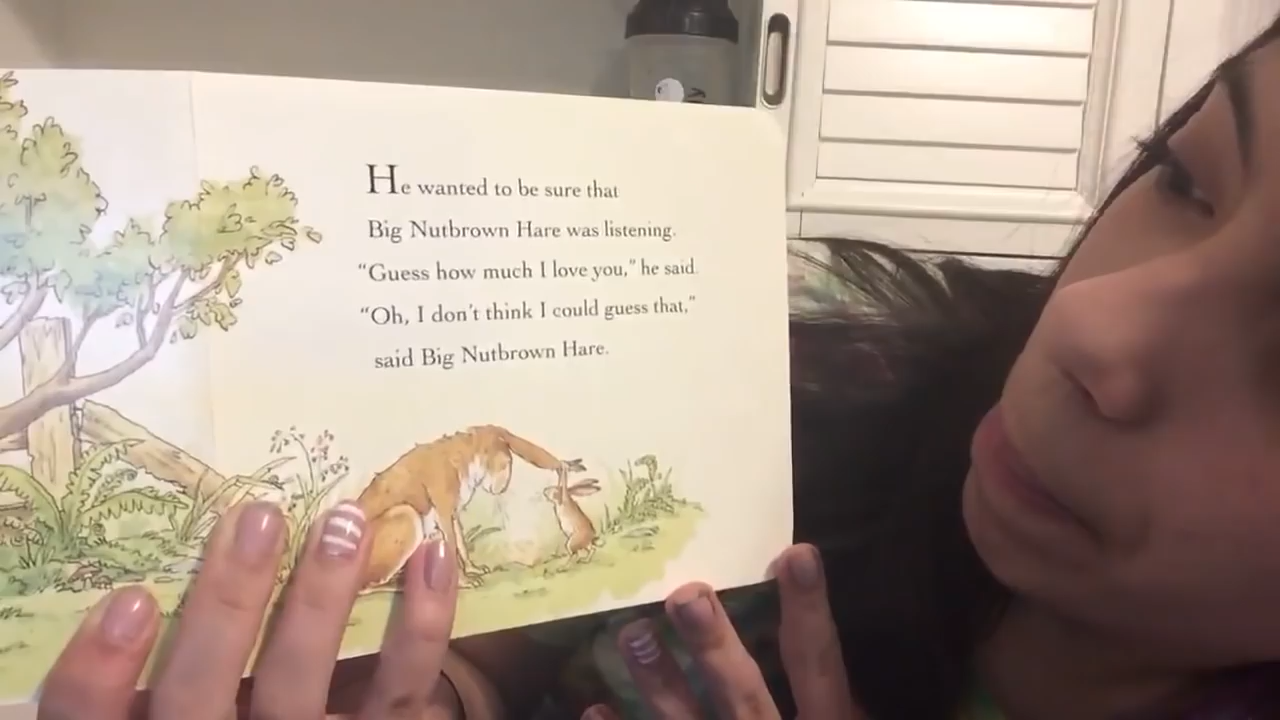 He wanted to be sure that
Big Nutbrown Hare was listening.
“Guess how much I love you,” he said.
“Oh, I don't think I could guess that,”
said Big Nutbrown Hare.